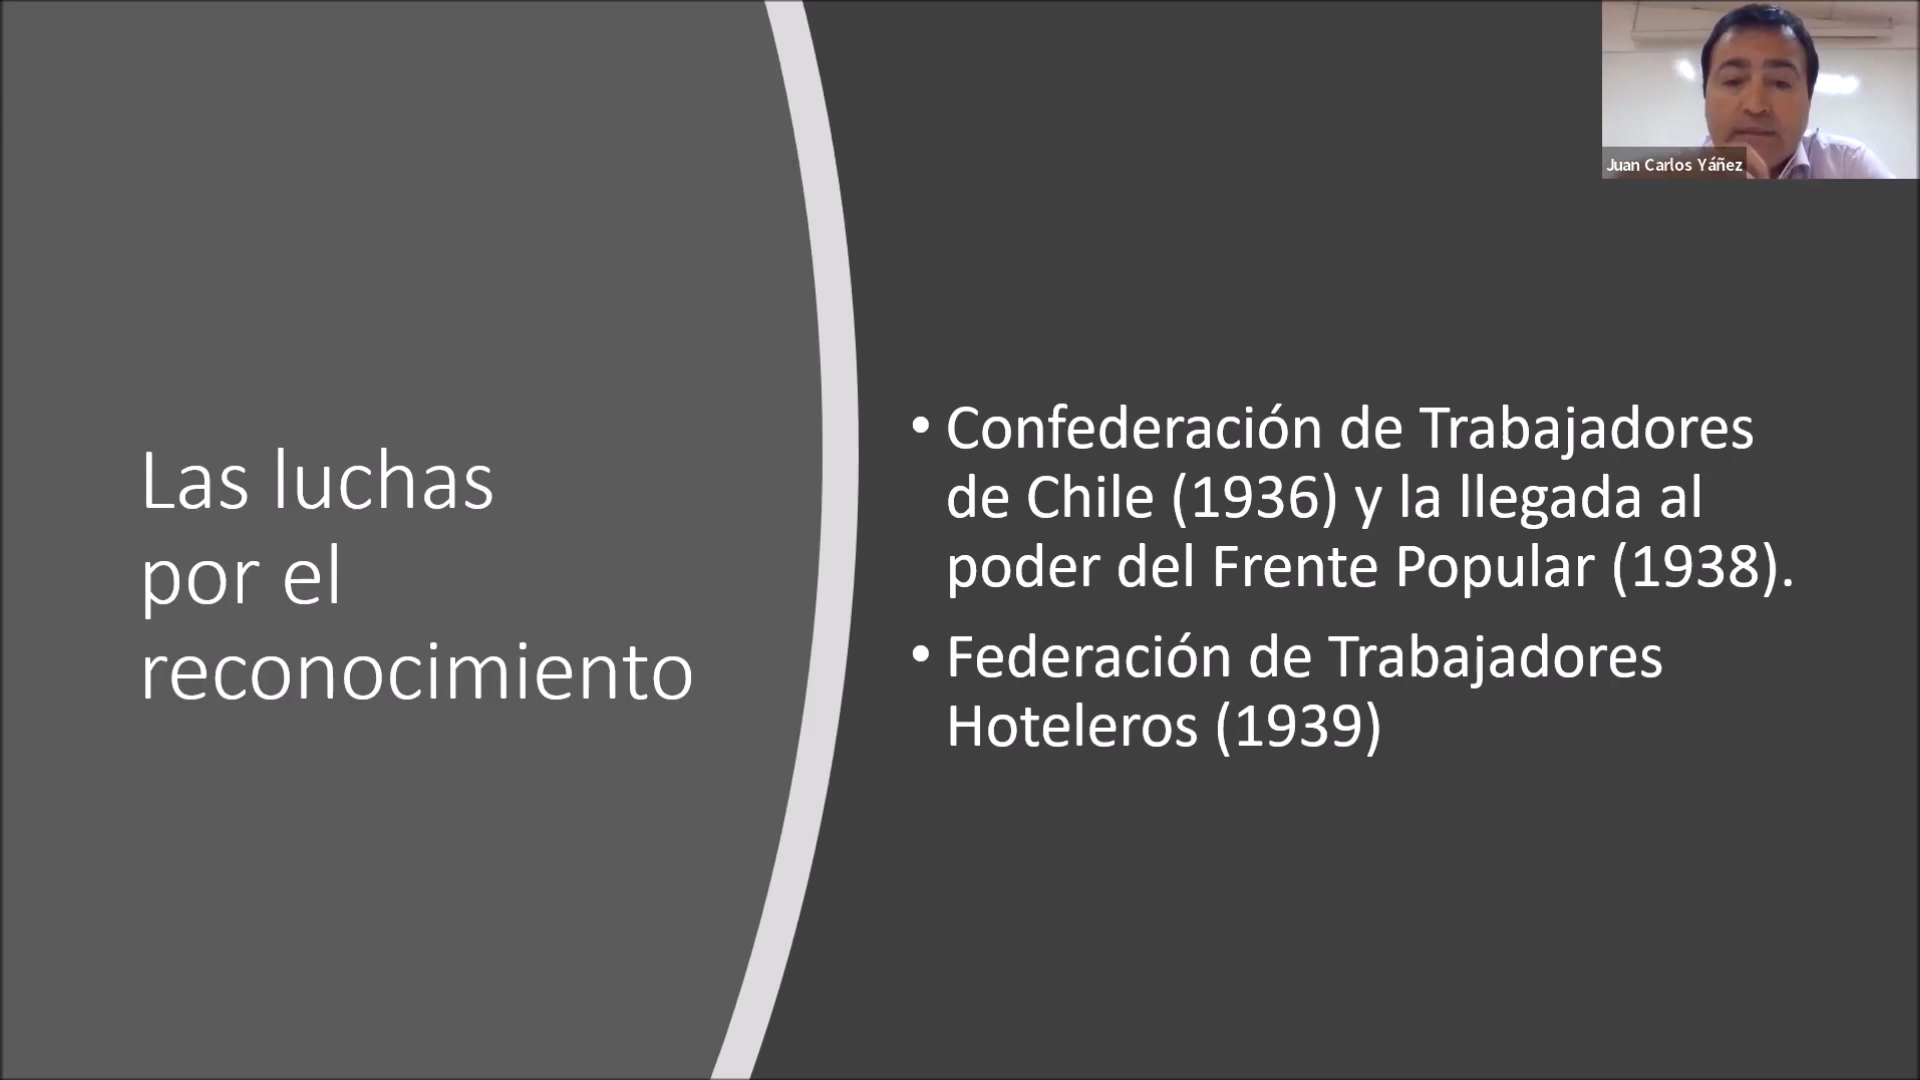 Las luchas
por el
reconocimiento
• Confederación de Trabajadores
de Chile (1936) y la llegada al
poder del Frente Popular (1938).
• Federación de Trabajadores
Hoteleros (1939)
Juan Carlos Yáñez